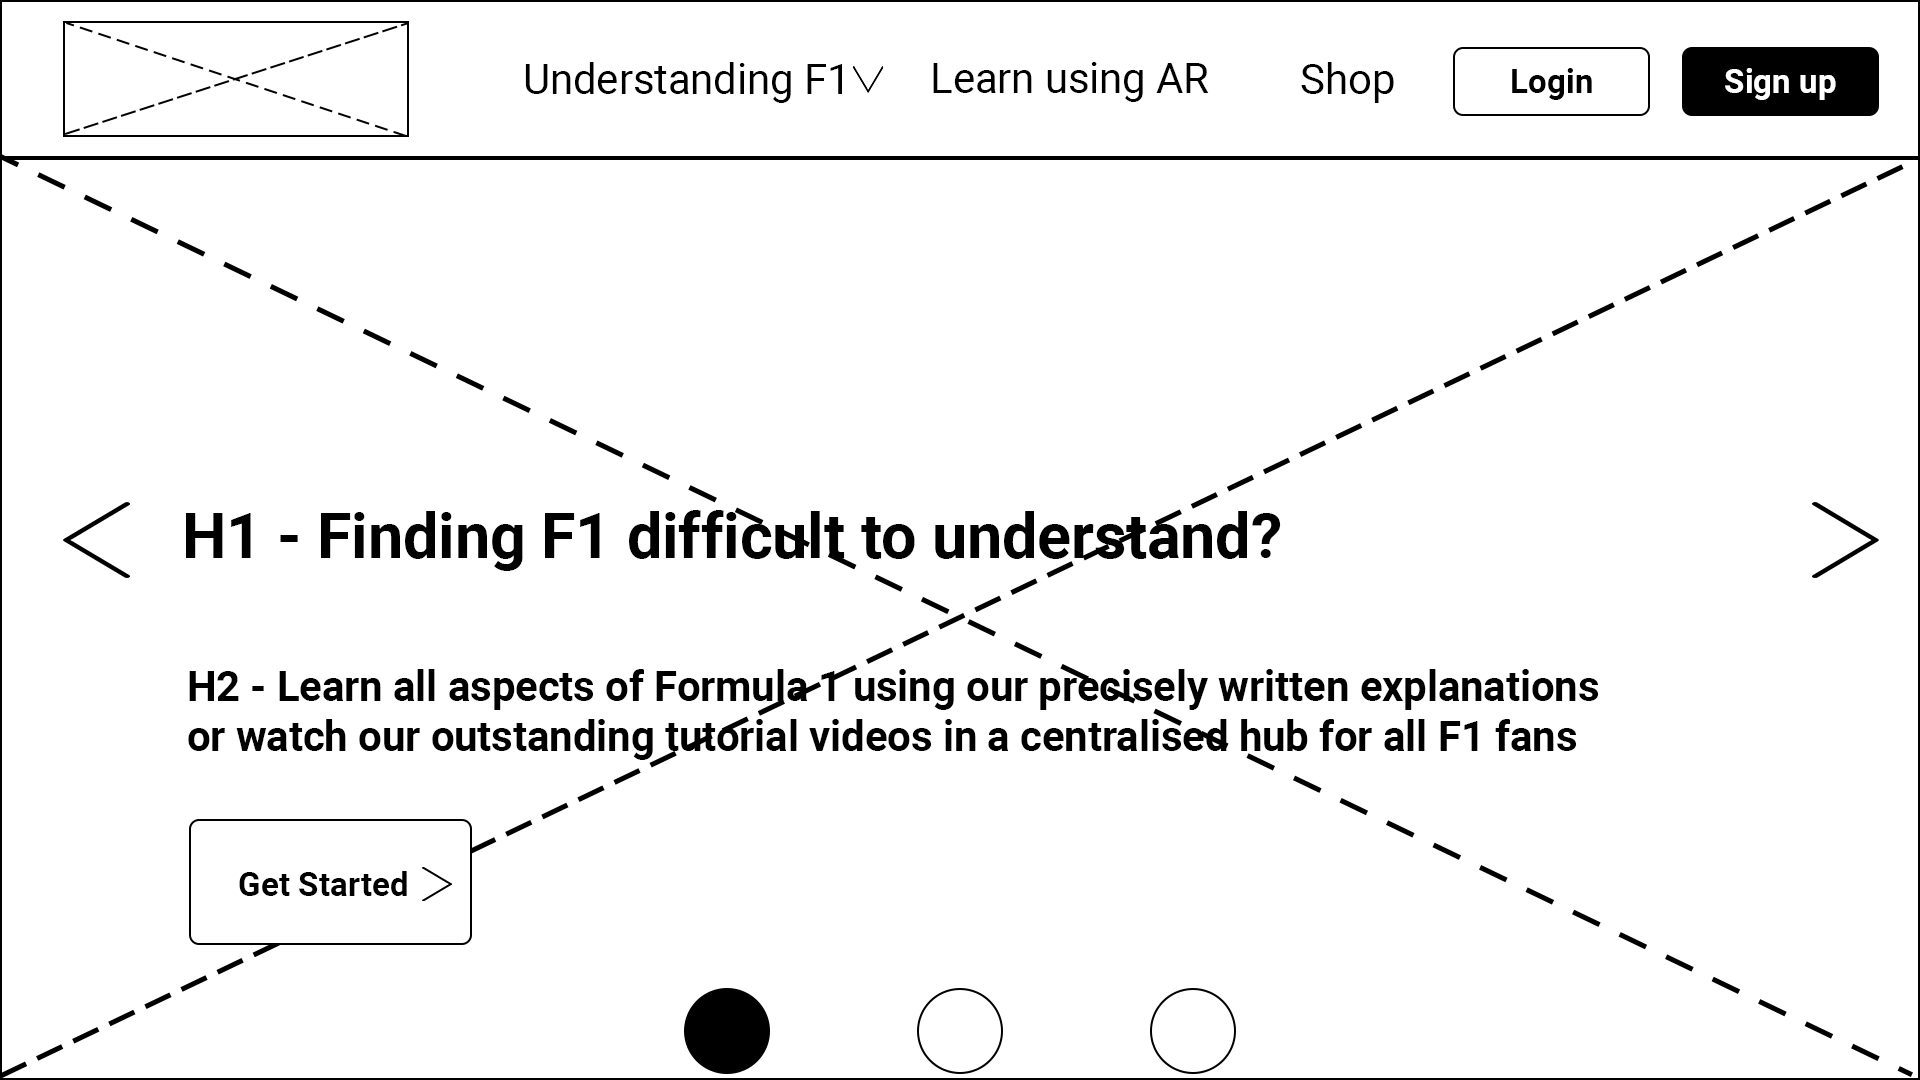 Understanding F1
Learn using AR
Shop
Login
Sign up
H1 - Finding F1 difficult to understand?
H2 - Learn all aspects of Formula 1 using our precisely written explanations
or watch our outstanding tutorial videos in a centralised hub for all F1 fans
Get Started